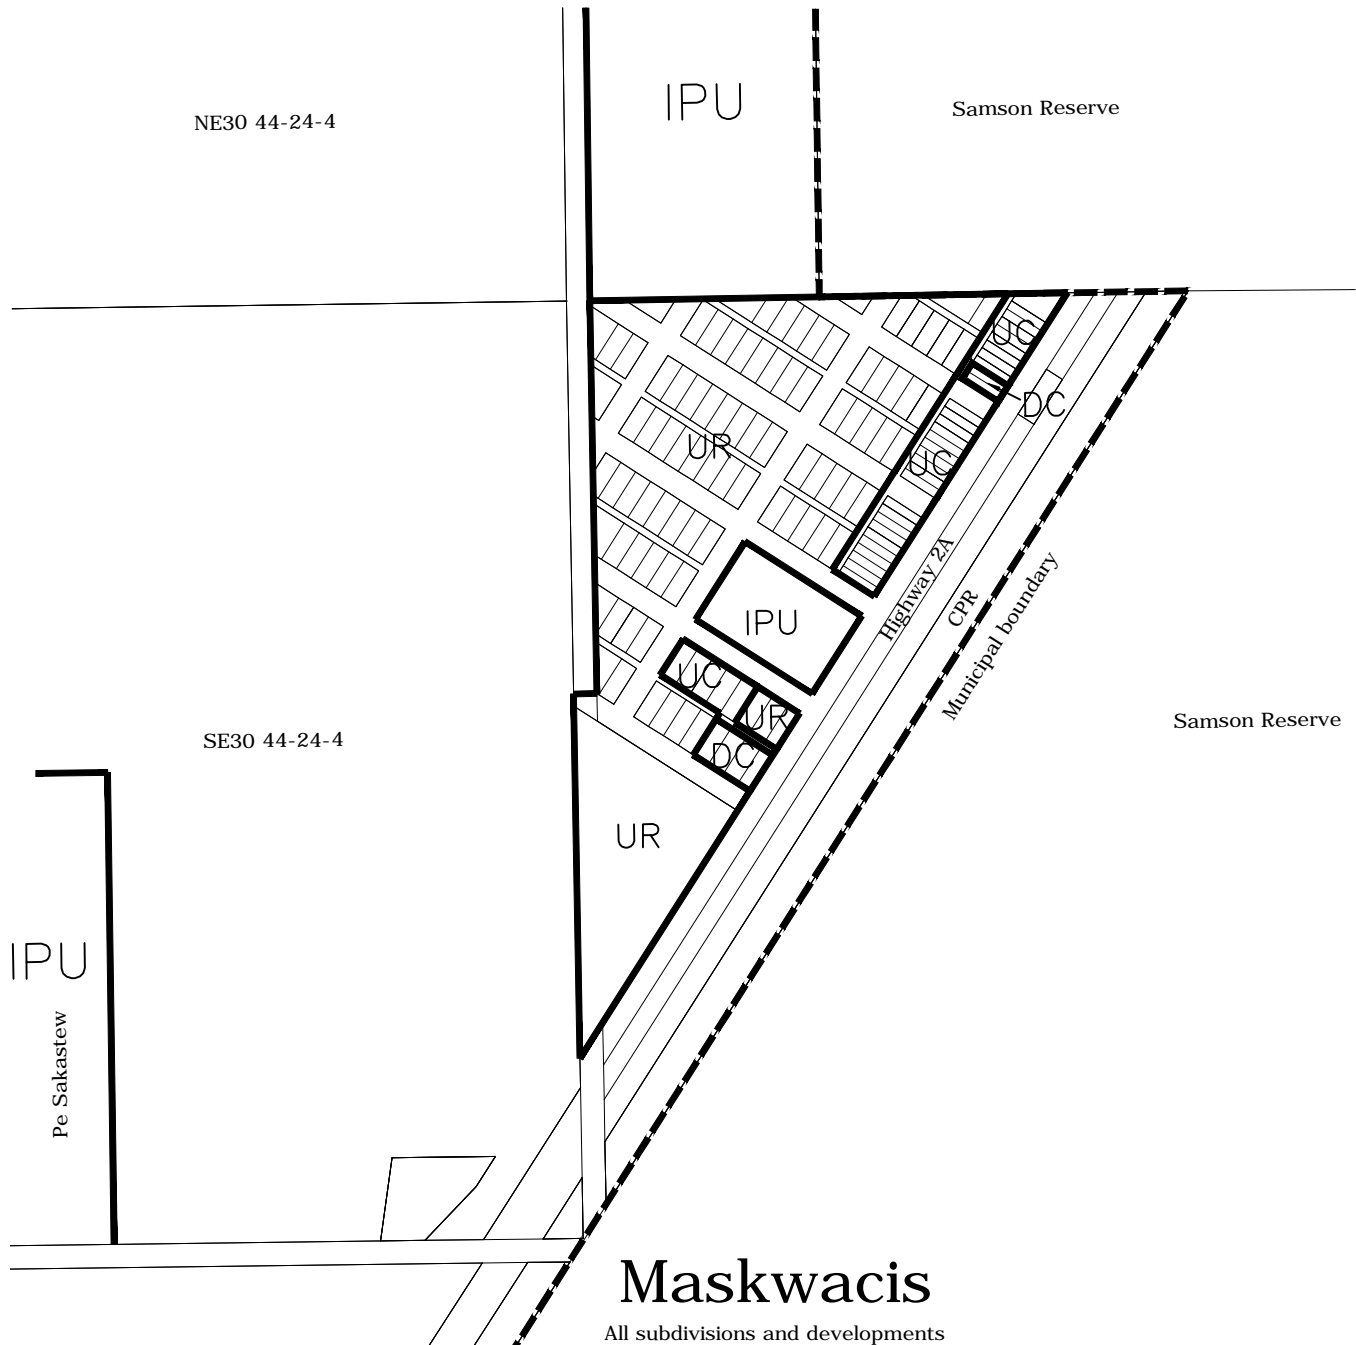 IPU
Samson Reserve
NE30 44-24-4
UC
DC
UR
UC
Highway 2A
CPR
Municipal boundary
IPU
UC
UR
DC
Samson Reserve
SE30 44-24-4
UR
IPU
Pe Sakastew
Maskwacis
All subdivisions and developments